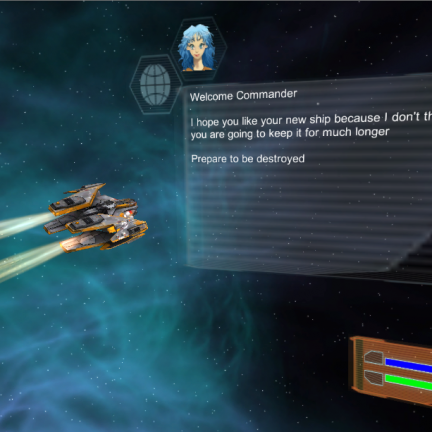 Welcome Commander
I hope you like your new ship because I don't
you are going to keep it for much longer
Prepare to be destroyed